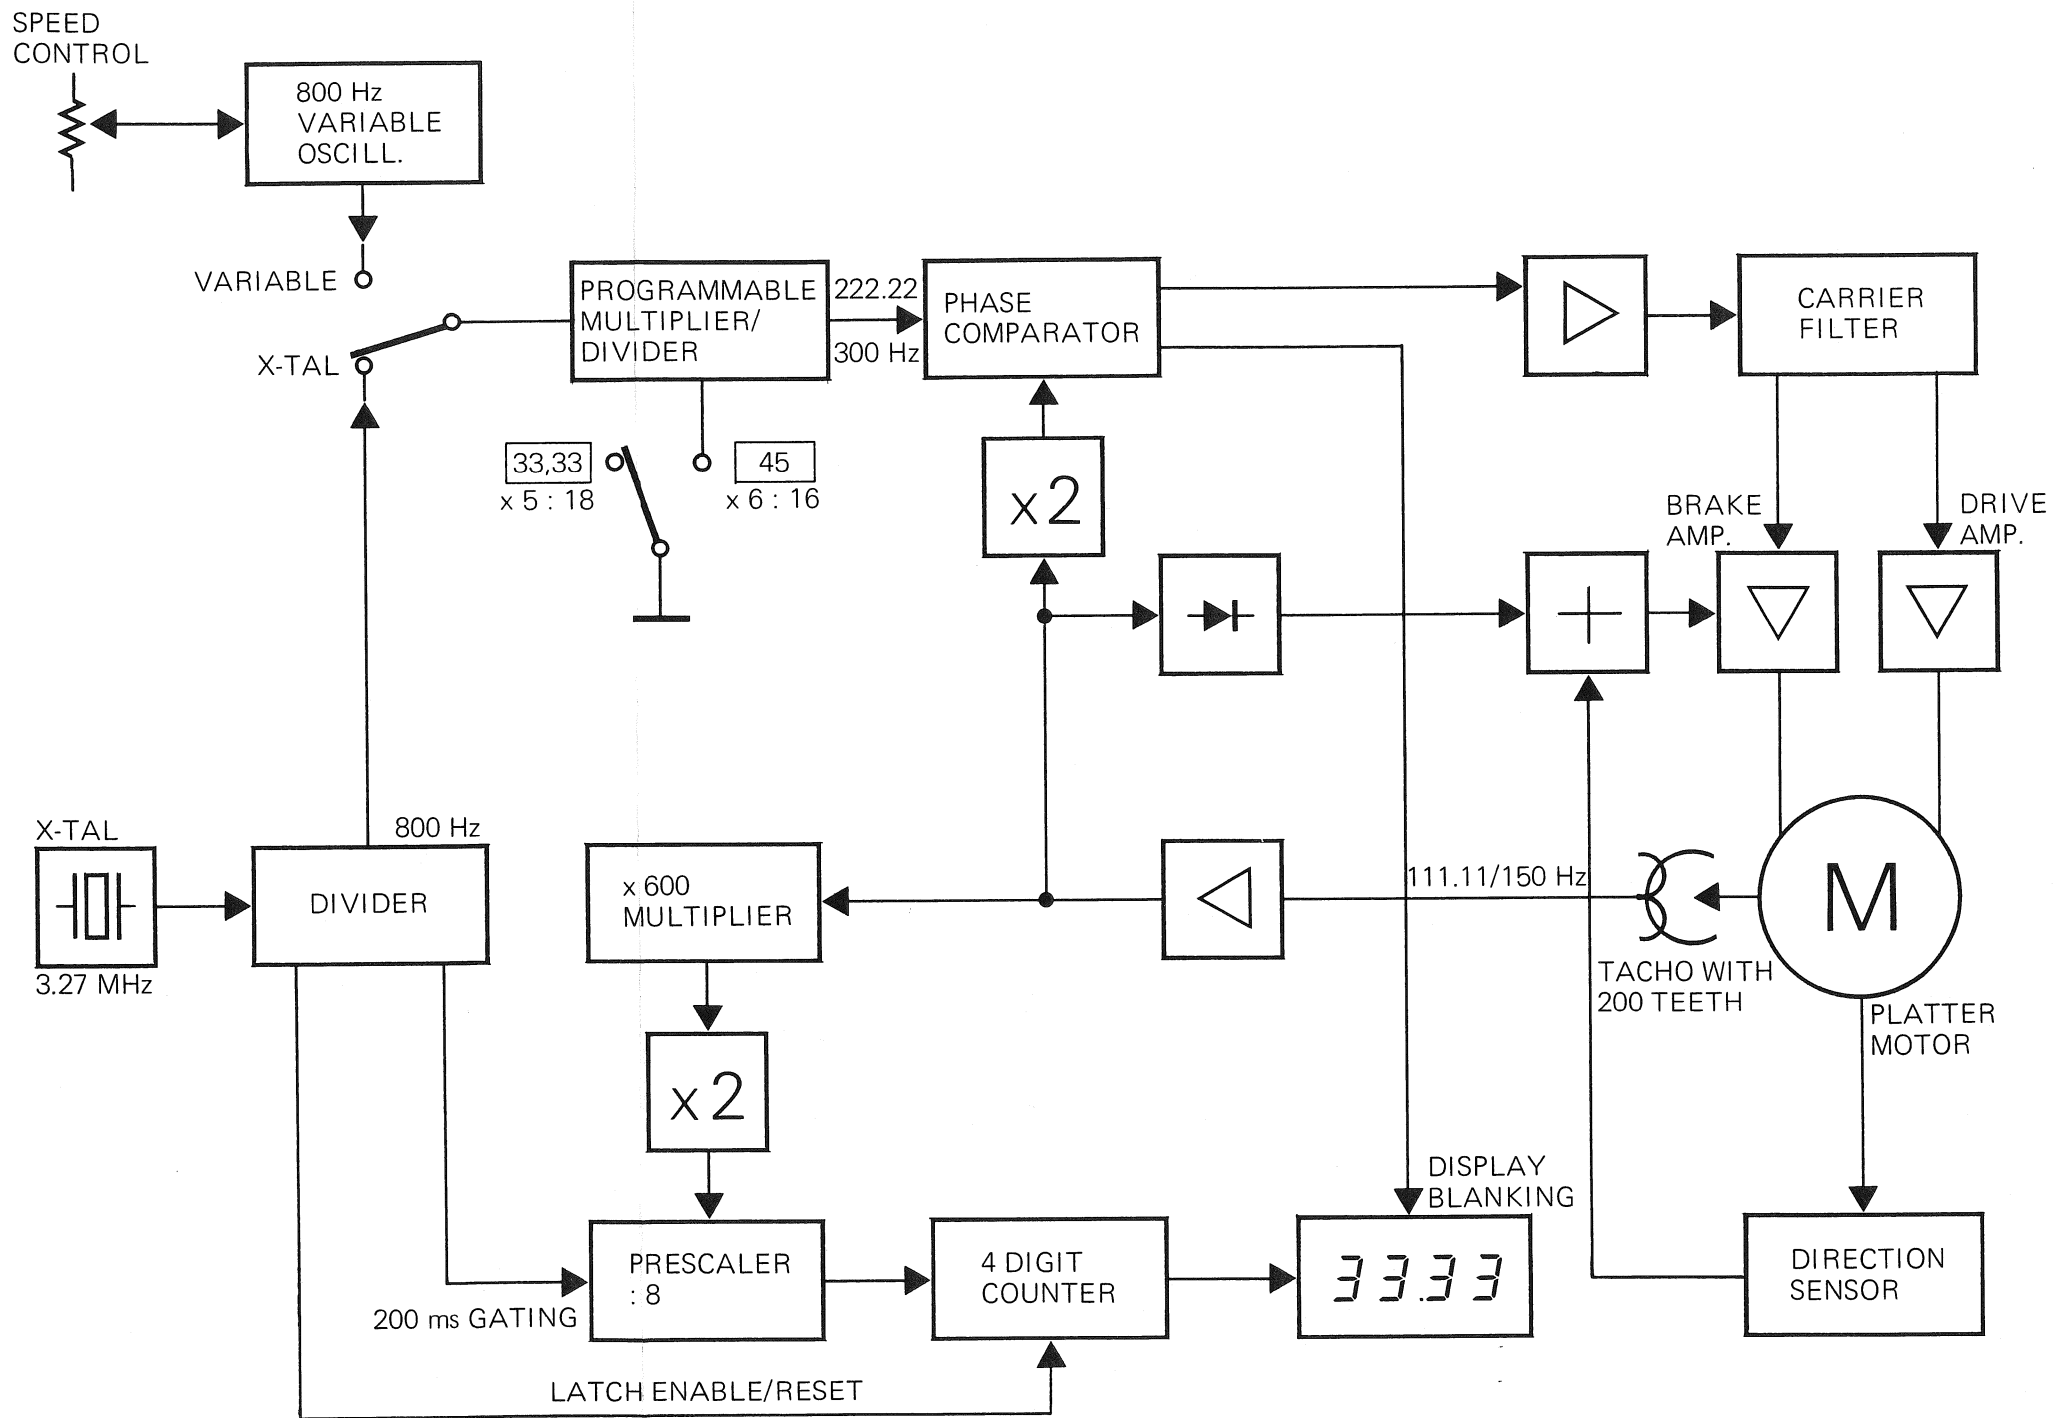 SPEED
CONTROL
800 Hz
VARIABLE
OSCILL.
VARIABLE
X-TAL
PROGRAMMABLE
MULTIPLIER/
DIVIDER
222.22
300 Hz
PHASE
COMPARATOR
CARRIER
FILTER
33,33
x 5 : 18
45
x 6 : 16
x 2
BRAKE
AMP.
DRIVE
AMP.
X-TAL
3.27 MHz
800 Hz
DIVIDER
x 600
MULTIPLIER
111.11/150 Hz
M
TACHO WITH
200 TEETH
PLATTER
MOTOR
x 2
DISPLAY
BLANKING
PRESCALER
: 8
200 ms GATING
4 DIGIT
COUNTER
33.33
DIRECTION
SENSOR
LATCH ENABLE/RESET